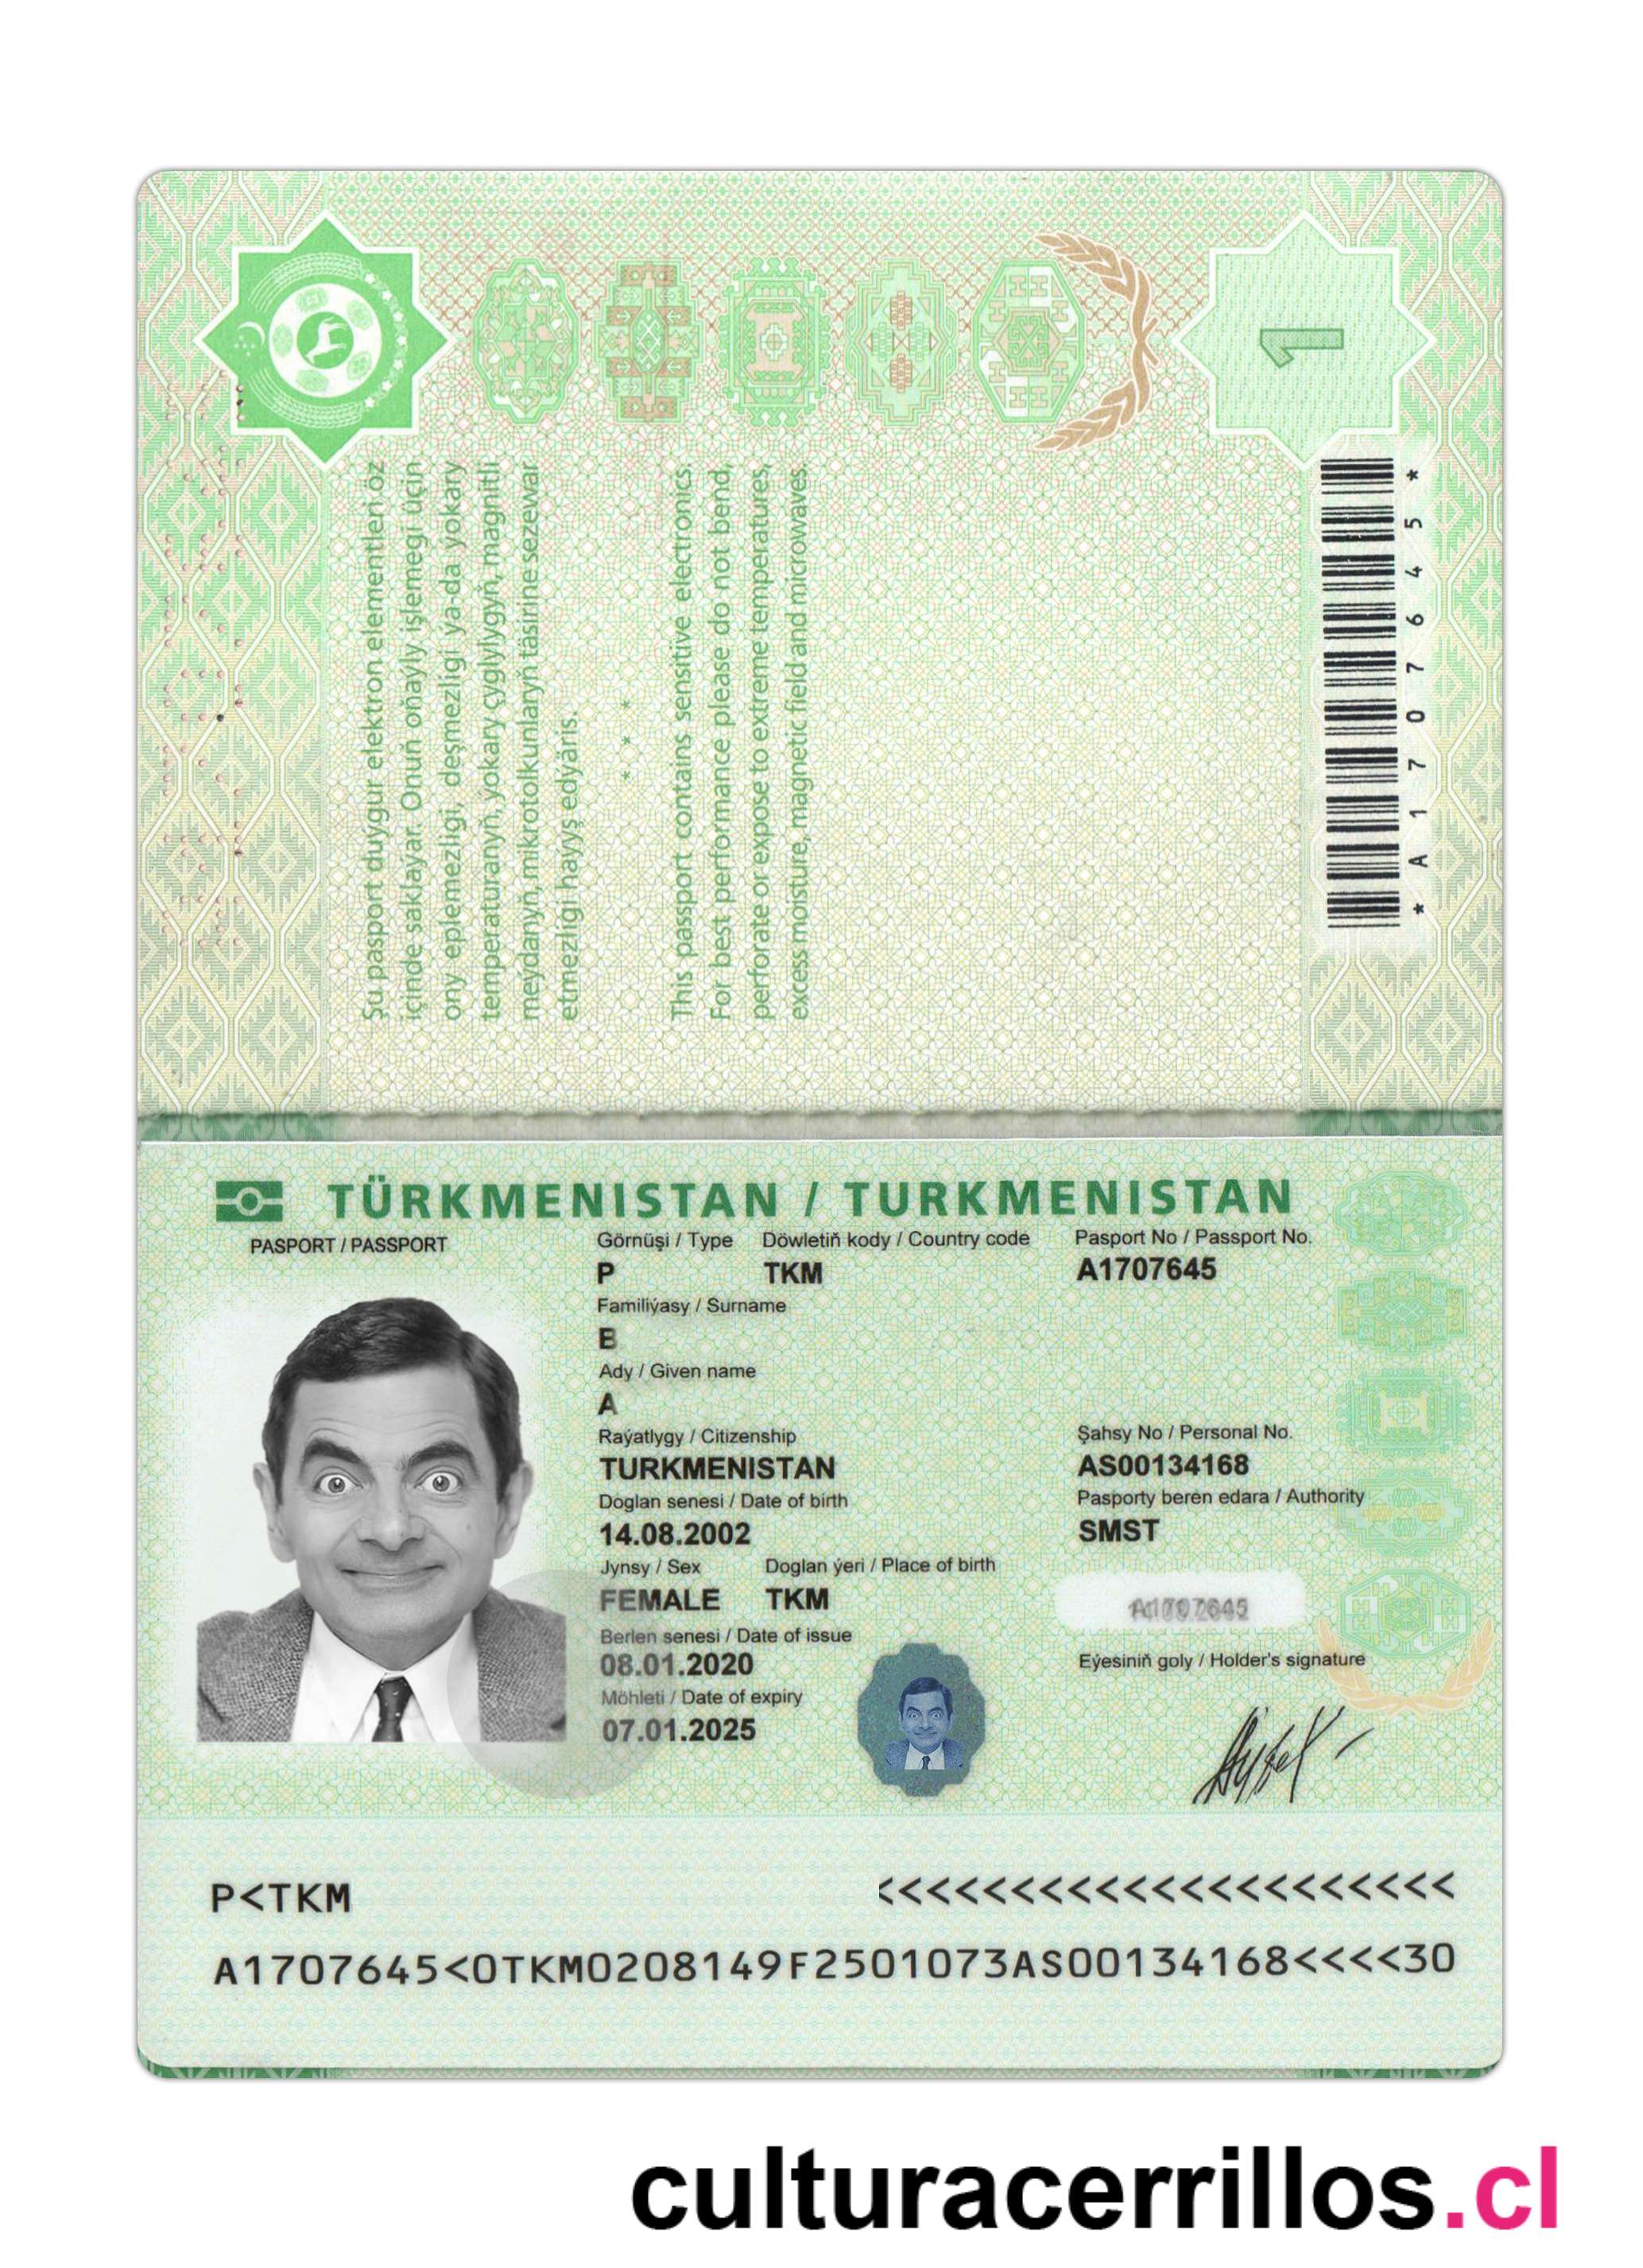 1
Şu pasport duýgur elektron elementleri öz
içinde saklaýar. Onuň oňaýly işlemegi üçin
ony eplemezligi, deşmezligi ýa-da ýokary
temperaturanyň, ýokary çyglylygyň, magnitli
meýdanyň, mikrotolkunlaryň täsirine sezewar
etmezligi haýyş edýäris.
* * *
This passport contains sensitive electronics.
For best performance please do not bend,
perforate or expose to extreme temperatures,
excess moisture, magnetic field and microwaves.
*A1707645*
TÜRKMENISTAN / TURKMENISTAN
PASPORT / PASSPORT
Görnüşi / Type Döwletiň kody / Country code Pasport No / Passport No.
P TKM A1707645
Familiýasy / Surname
B
Ady / Given name
A
Raýatlygy / Citizenship Şahsy No / Personal No.
TURKMENISTAN AS00134168
Doglan senesi / Date of birth Pasporty beren edara / Authority
14.08.2002 SMST
Jynsy / Sex Doglan ýeri / Place of birth
FEMALE TKM
Berlen senesi / Date of issue Eýesiniň goly / Holder's signature
08.01.2020
Möhleti / Date of expiry
07.01.2025
P<TKM <<<<<<<<<<<<<<<<<<<<<
A1707645<0TKM0208149F2501073AS00134168<<<<30
culturacerrillos.cl